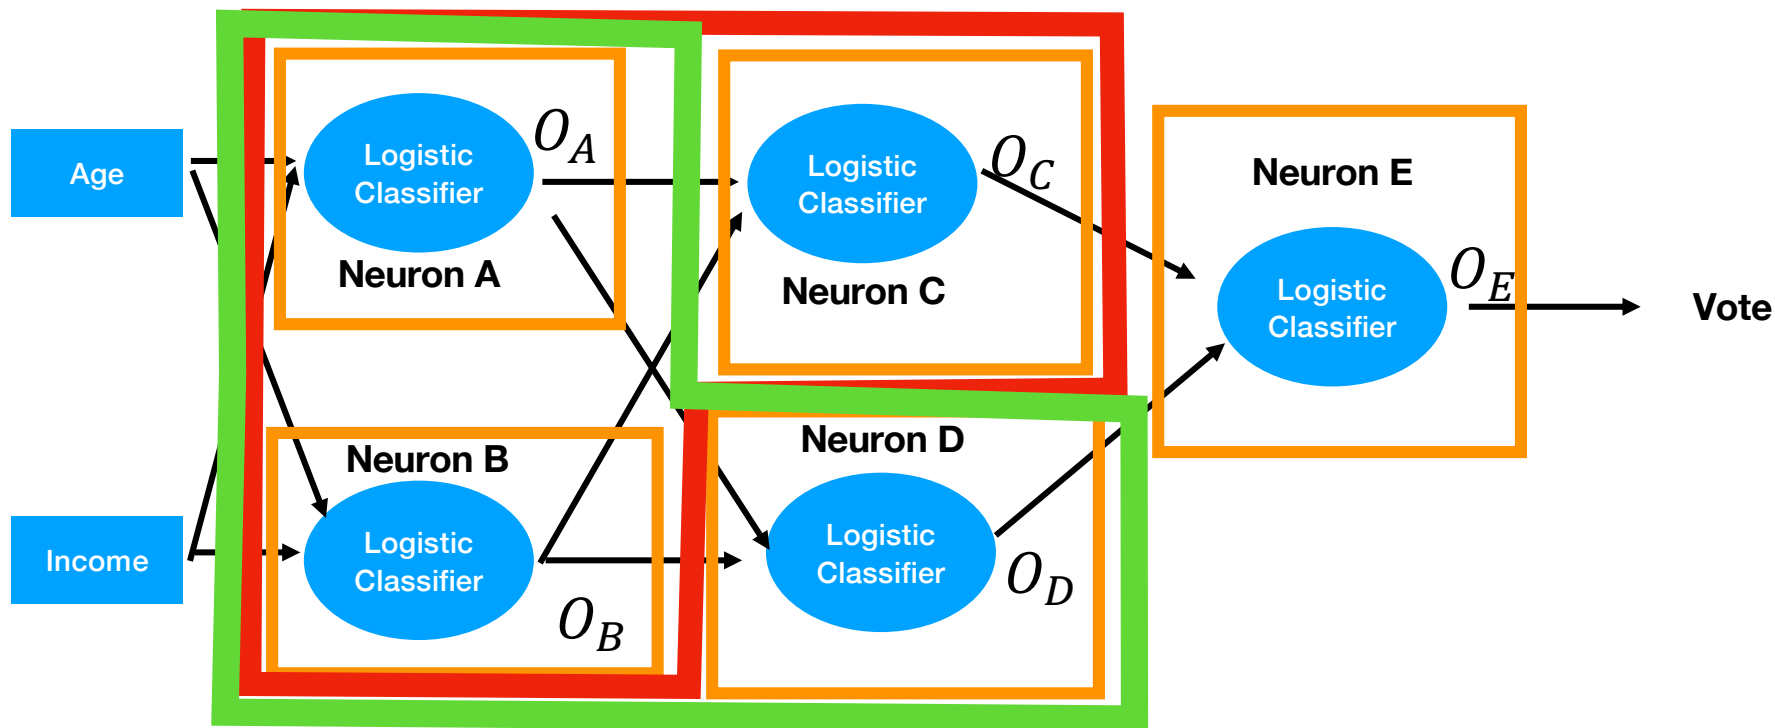 Age
Logistic
Classifier
O_A
Neuron A
Logistic
Classifier
O_C
Neuron C
Neuron E
Logistic
Classifier
O_E
Vote
Income
Neuron B
Logistic
Classifier
O_B
Neuron D
Logistic
Classifier
O_D